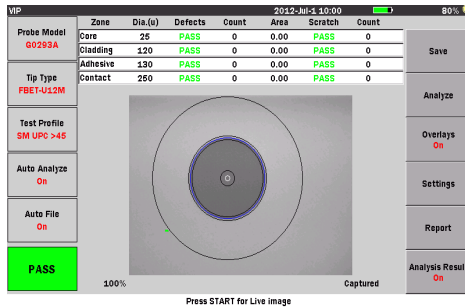 VIP 2012-Jul-1 10:00 80%
Probe Model
G0293A
Tip Type
FBET-U12M
Test Profile
SM UPC >45
Auto Analyze
On
Auto File
On
PASS
Zone Dia.(u) Defects Count Area Scratch Count
Core 25 PASS 0 0.00 PASS 0
Cladding 120 PASS 0 0.00 PASS 0
Adhesive 130 PASS 0 0.00 PASS 0
Contact 250 PASS 0 0.00 PASS 0
100% Captured
Save
Analyze
Overlays
On
Settings
Report
Analysis Resul
On
Press START for Live image